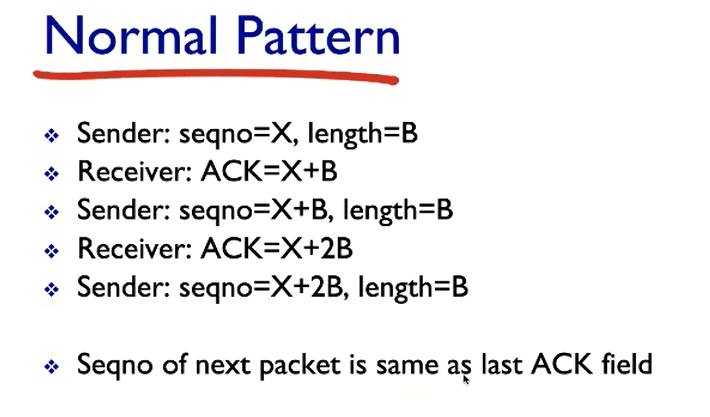 Normal Pattern
Sender: seqno=X, length=B
Receiver: ACK=X+B
Sender: seqno=X+B, length=B
Receiver: ACK=X+2B
Sender: seqno=X+2B, length=B
Seqno of next packet is same as last ACK field